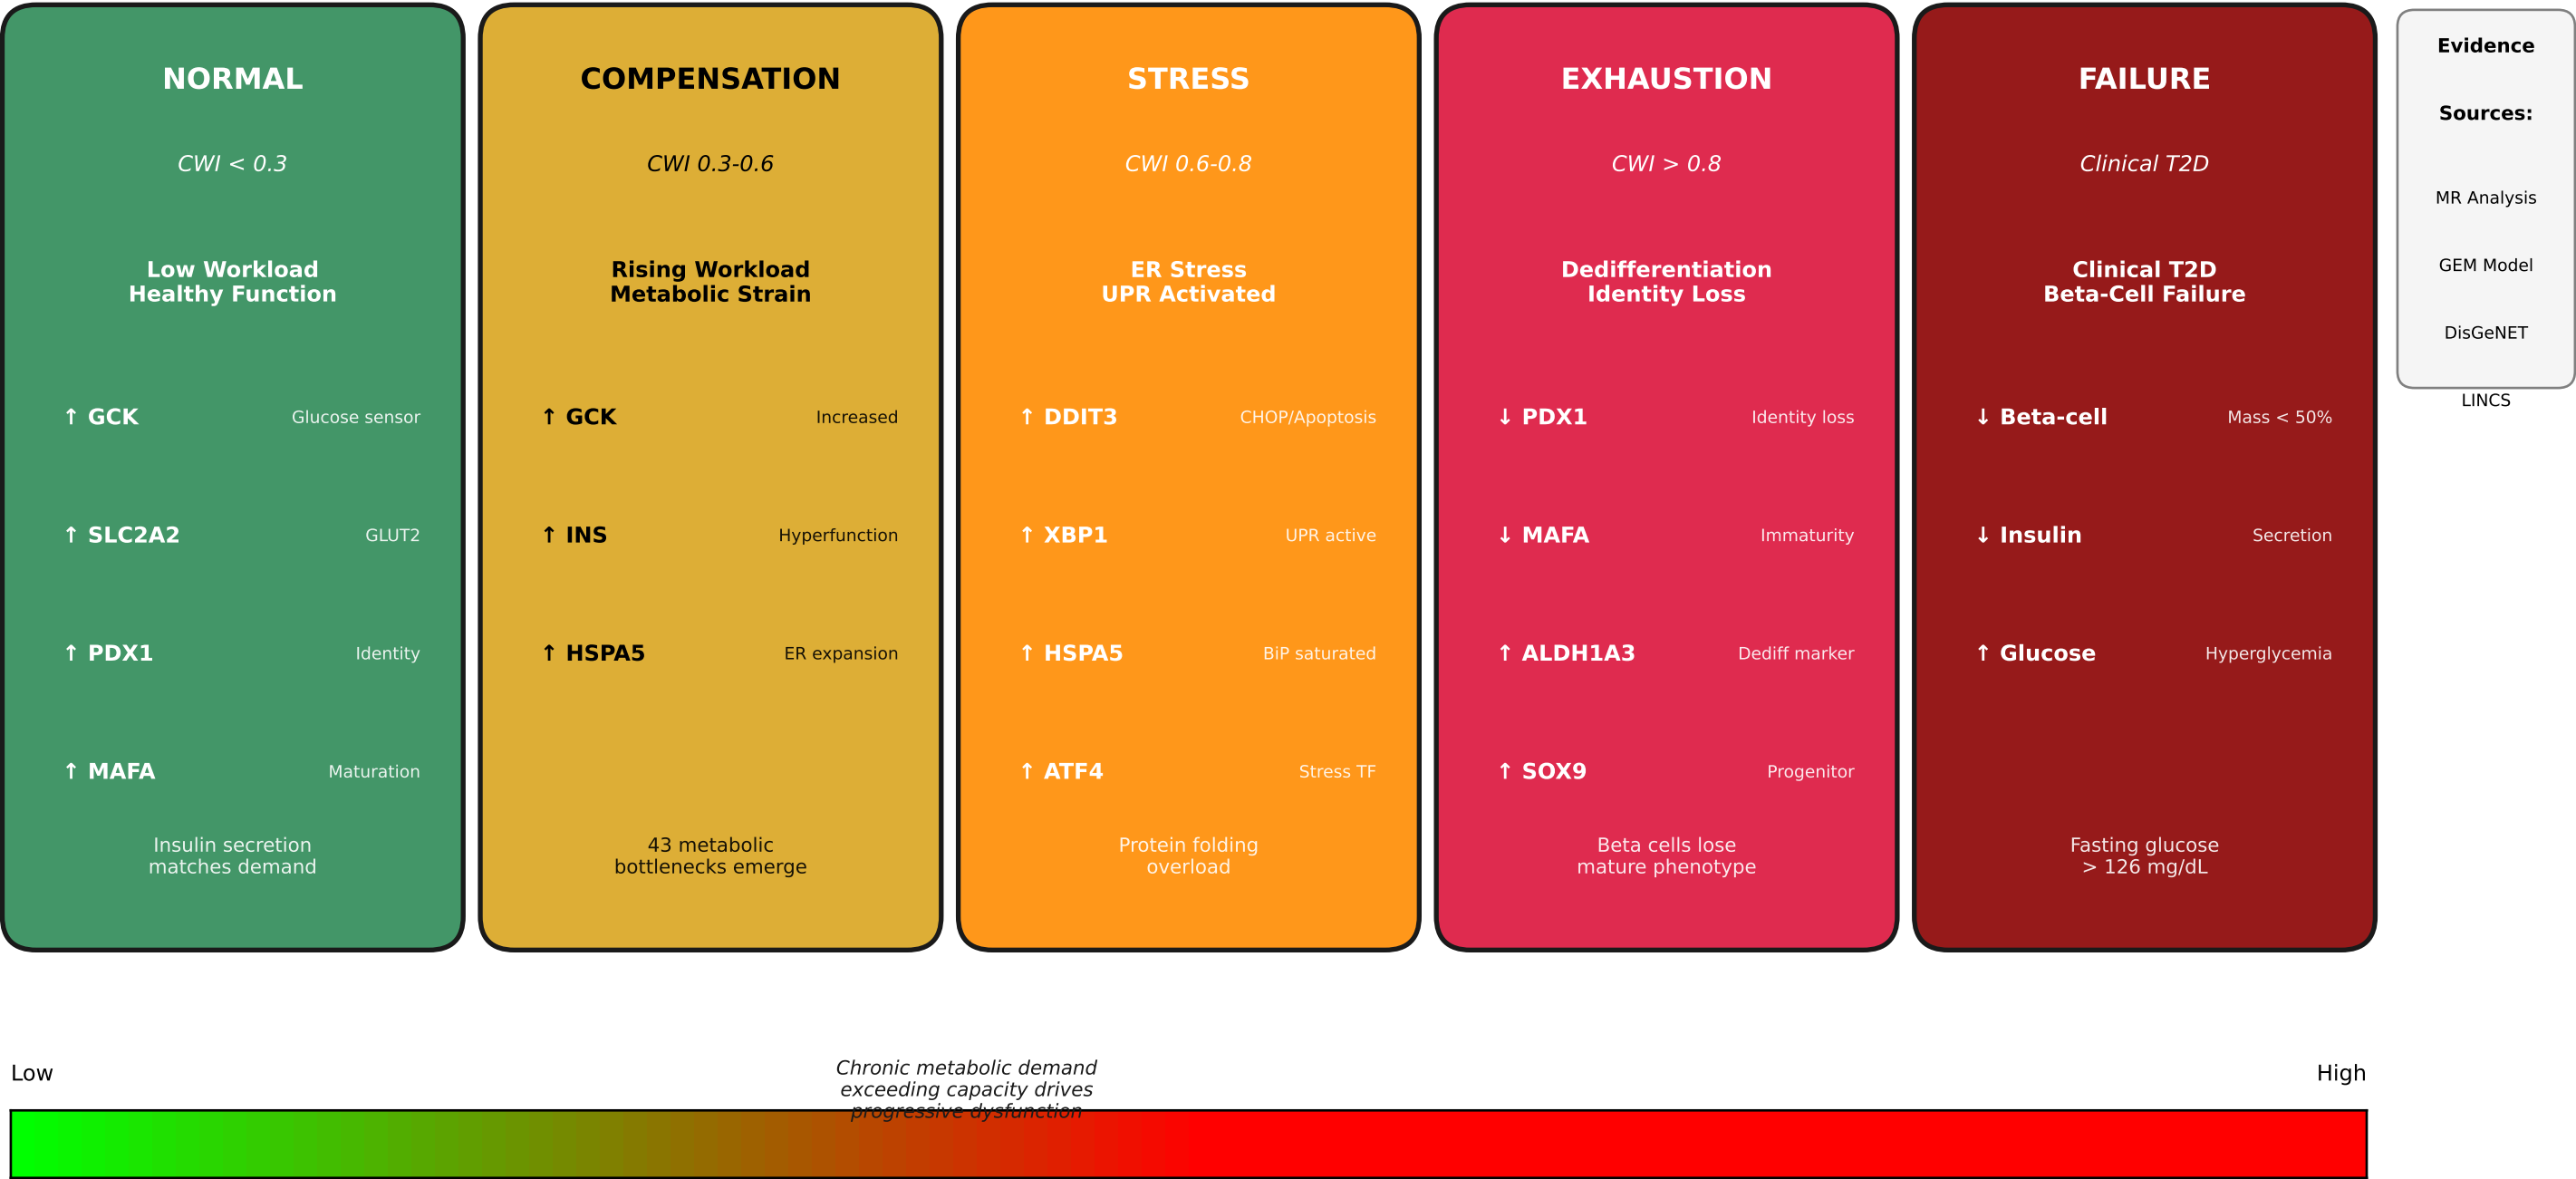 NORMAL
CWI < 0.3
Low Workload
Healthy Function
↑ GCK Glucose sensor
↑ SLC2A2 GLUT2
↑ PDX1 Identity
↑ MAFA Maturation
Insulin secretion
matches demand
COMPENSATION
CWI 0.3-0.6
Rising Workload
Metabolic Strain
↑ GCK Increased
↑ INS Hyperfunction
↑ HSPA5 ER expansion
43 metabolic
bottlenecks emerge
STRESS
CWI 0.6-0.8
ER Stress
UPR Activated
↑ DDIT3 CHOP/Apoptosis
↑ XBP1 UPR active
↑ HSPA5 BiP saturated
↑ ATF4 Stress TF
Protein folding
overload
EXHAUSTION
CWI > 0.8
Dedifferentiation
Identity Loss
↓ PDX1 Identity loss
↓ MAFA Immaturity
↑ ALDH1A3 Dediff marker
↑ SOX9 Progenitor
Beta cells lose
mature phenotype
FAILURE
Clinical T2D
Clinical T2D
Beta-Cell Failure
↓ Beta-cell Mass < 50%
↓ Insulin Secretion
↑ Glucose Hyperglycemia
Fasting glucose
> 126 mg/dL
Evidence
Sources:
MR Analysis
GEM Model
DisGeNET
LINCS
Low
Chronic metabolic demand
exceeding capacity drives
progressive dysfunction
High